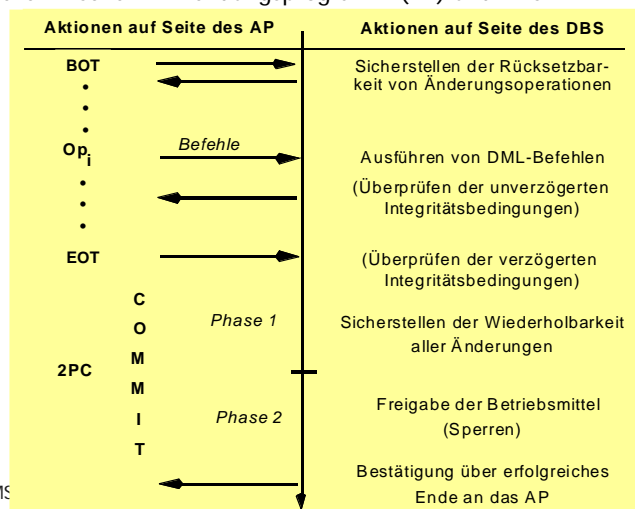 Aktionen auf Seite des AP
Aktionen auf Seite des DBS
BOT
Sicherstellen der Rücksetzbar-
keit von Änderungsoperationen
Op i
Befehle
Ausführen von DML-Befehlen
(Überprüfen der unverzögerten
Integritätsbedingungen)
EOT
(Überprüfen der verzögerten
Integritätsbedingungen)
COMMIT
Phase 1
Sicherstellen der Wiederholbarkeit
aller Änderungen
2PC
Phase 2
Freigabe der Betriebsmittel
(Sperren)
Bestätigung über erfolgreiches
Ende an das AP